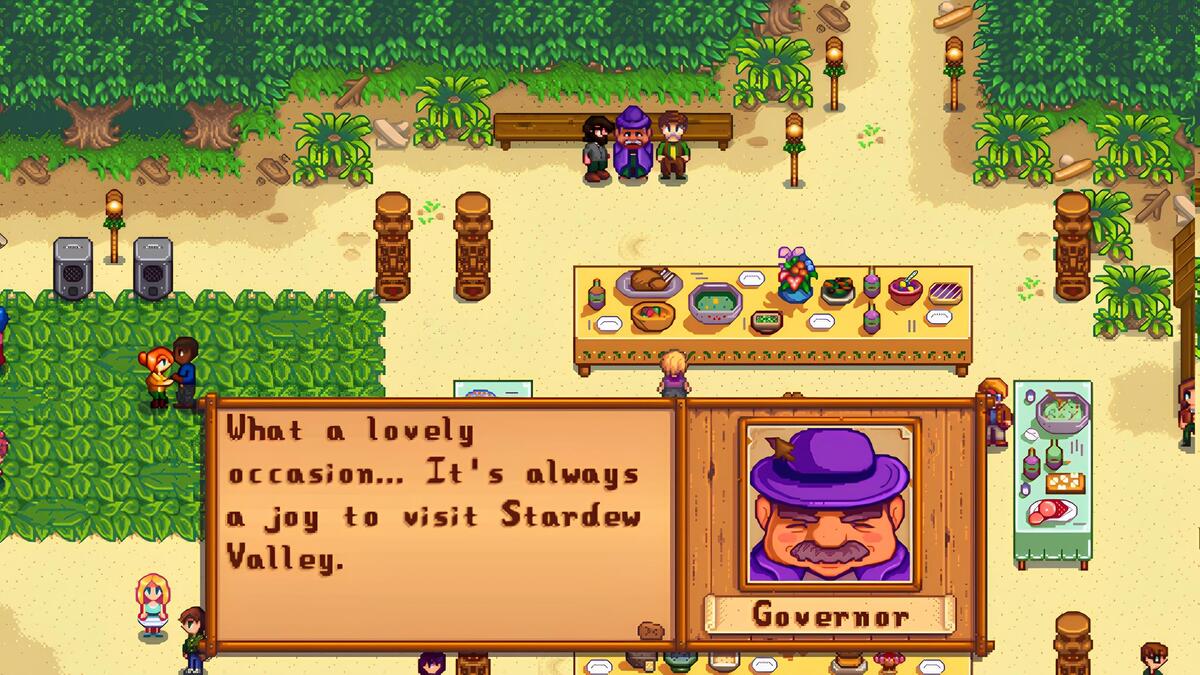 What a lovely
occasion... It's always
a joy to visit Stardew
Valley.
Governor